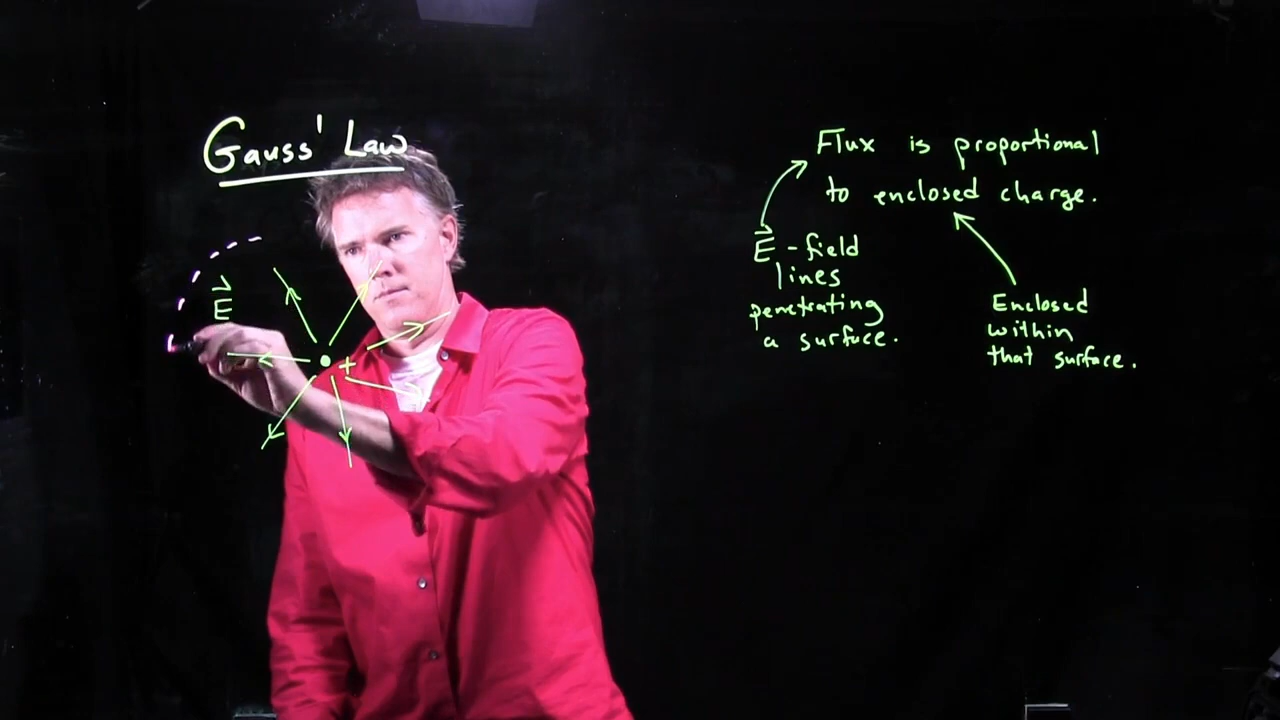 Gauss' Law
E
+
Flux is proportional
to enclosed charge.
E - field
lines
penetrating
a surface.
Enclosed
within
that surface.